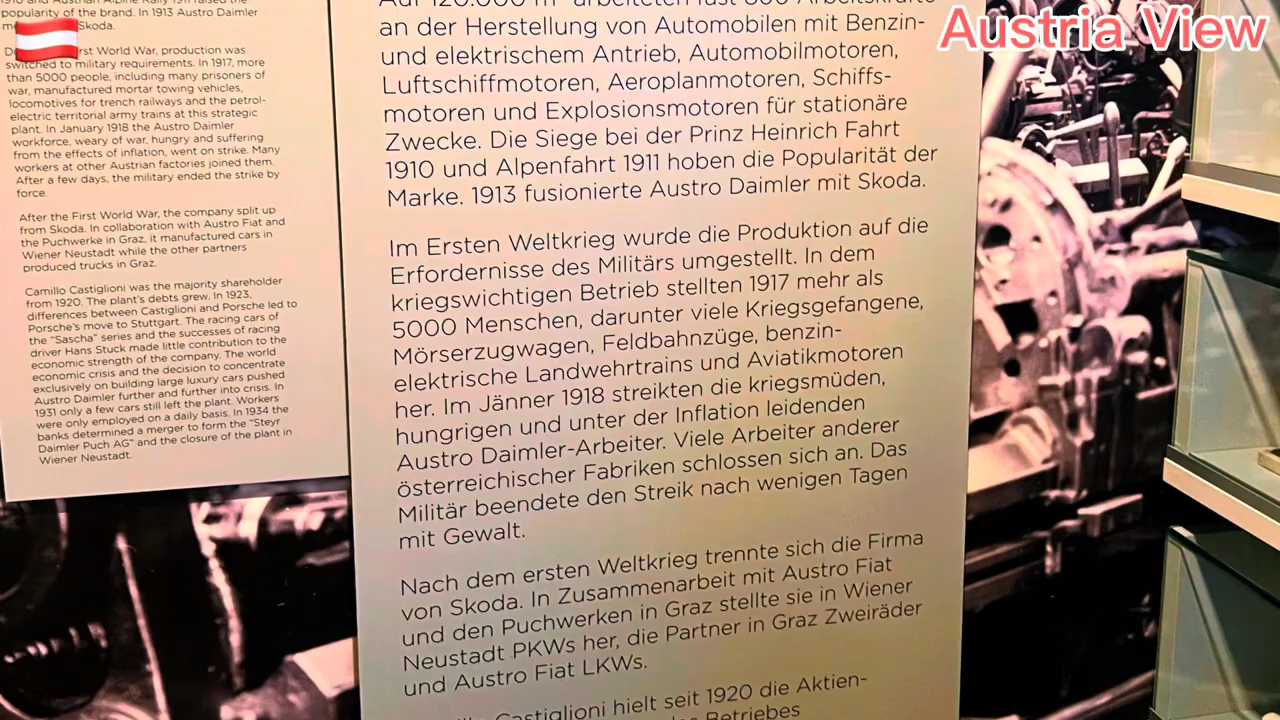 popularity of the brand. In 1913 Austro Daimler
Skoda.
rst World War, production was
switched to military requirements. In 1917, more
than 5000 people, including many prisoners of
war, manufactured mortar towing vehicles,
locomotives for trench railways and the petrol-
electric territorial army trains at this strategic
plant. In January 1918 the Austro Daimler
workforce, weary of war, hungry and suffering
from the effects of inflation, went on strike. Many
workers at other Austrian factories joined them.
After a few days, the military ended the strike by
force.
After the First World War, the company split up
from Skoda. In collaboration with Austro Fiat and
the Puchwerke in Graz, it manufactured cars in
Wiener Neustadt while the other partners
produced trucks in Graz.
Camillo Castiglioni was the majority shareholder
from 1920. The plant's debts grew. In 1923,
differences between Castiglioni and Porsche led to
Porsche's move to Stuttgart. The racing cars of
the "Sascha" series and the successes of racing
driver Hans Stuck made little contribution to the
economic strength of the company. The world
economic crisis and the decision to concentrate
exclusively on building large luxury cars pushed
Austro Daimler further and further into crisis. In
1931 only a few cars still left the plant. Workers
were only employed on a daily basis. In 1934 the
banks determined a merger to form the "Steyr
Daimler Puch AG" and the closure of the plant in
Wiener Neustadt.
an der Herstellung von Automobilen mit Benzin-
und elektrischem Antrieb, Automobilmotoren,
Luftschiffmotoren, Aeroplanmotoren, Schiffs-
motoren und Explosionsmotoren für stationäre
Zwecke. Die Siege bei der Prinz Heinrich Fahrt
1910 und Alpenfahrt 1911 hoben die Popularität der
Marke. 1913 fusionierte Austro Daimler mit Skoda.
Im Ersten Weltkrieg wurde die Produktion auf die
Erfordernisse des Militärs umgestellt. In dem
kriegswichtigen Betrieb stellten 1917 mehr als
5000 Menschen, darunter viele Kriegsgefangene,
Mörserzugwagen, Feldbahnzüge, benzin-
elektrische Landwehrtrains und Aviatikmotoren
her. Im Jänner 1918 streikten die kriegsmüden,
hungrigen und unter der Inflation leidenden
Austro Daimler-Arbeiter. Viele Arbeiter anderer
österreichischer Fabriken schlossen sich an. Das
Militär beendete den Streik nach wenigen Tagen
mit Gewalt.
Nach dem ersten Weltkrieg trennte sich die Firma
von Skoda. In Zusammenarbeit mit Austro Fiat
und den Puchwerken in Graz stellte sie in Wiener
Neustadt PKWs her, die Partner in Graz Zweiräder
und Austro Fiat LKWs.
Castiglioni hielt seit 1920 die Aktien-
Betriebes
Austria View